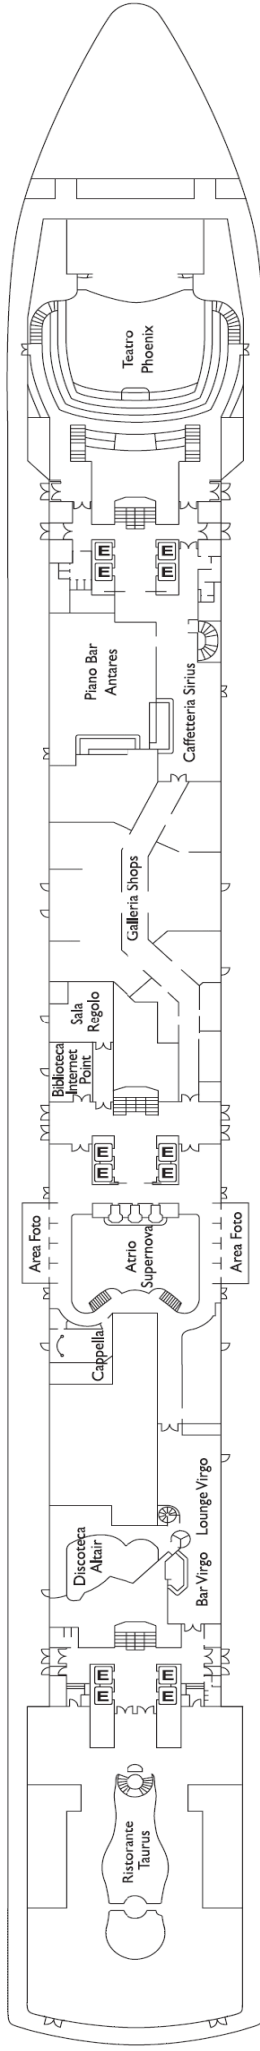 Teatro
Phoenix
E
E
E
E
Piano Bar
Antares
Caffetteria Sirius
Galleria Shops
Sala
Regolo
Biblioteca
Internet
Point
E
E
E
E
Area Foto
Atrio
Supernova
Area Foto
Cappella
Discoteca
Altair
Lounge Virgo
Bar Virgo
E
E
E
E
Ristorante
Taurus